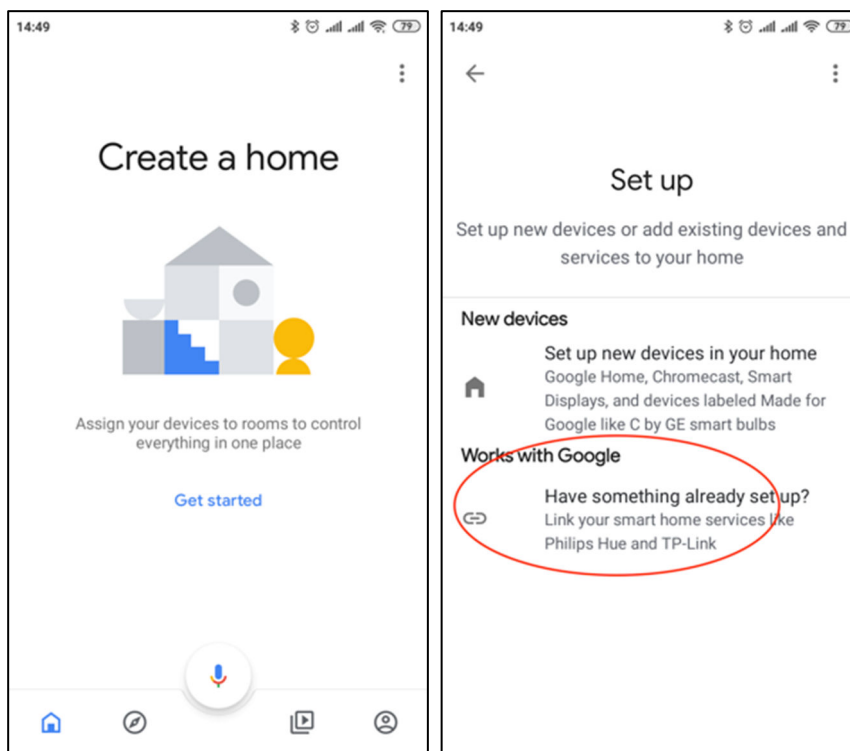 14:49
79
Create a home
Assign your devices to rooms to control
everything in one place
Get started
14:49
79
Set up
Set up new devices or add existing devices and
services to your home
New devices
Set up new devices in your home
Google Home, Chromecast, Smart
Displays, and devices labeled Made for
Google like C by GE smart bulbs
Works with Google
Have something already set up?
Link your smart home services like
Philips Hue and TP-Link